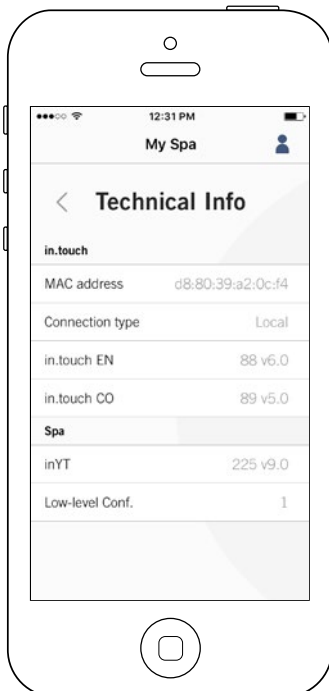 12:31 PM
My Spa
Technical Info
in.touch
MAC address d8:80:39:a2:0c:f4
Connection type Local
in.touch EN 88 v6.0
in.touch CO 89 v5.0
Spa
inYT 225 v9.0
Low-level Conf. 1